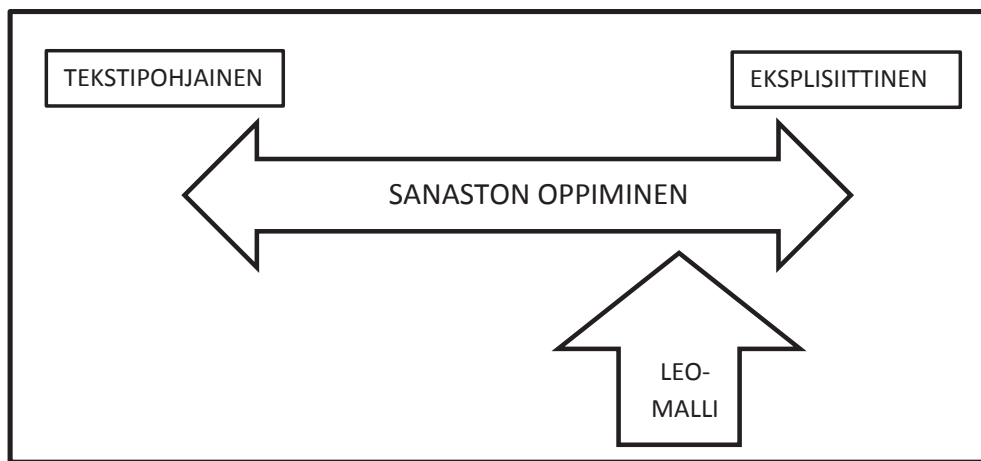 TEKSTIPOHJAINEN
EKSPLISIITTINEN
SANASTON OPPIMINEN
LEO-
MALLI